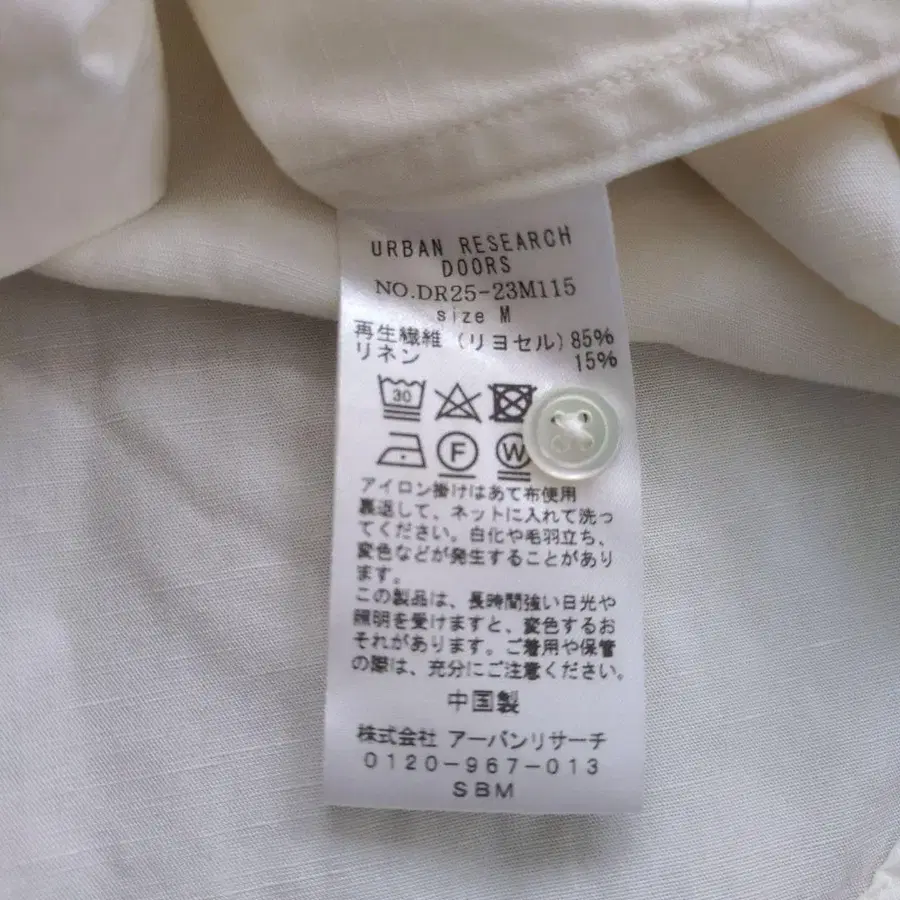 URBAN RESEARCH
DOORS
NO.DR25-23M115
size M
再生繊維 (リヨセル) 85%
リネン 15%
30
F
W
アイロン掛けはあて布使用
裏返して、ネットに入れて洗っ
てください。白化や毛羽立ち、
変色などが発生することがあり
ます。
この製品は、長時間強い日光や
照明を受けますと、変色するお
それがあります。ご着用や保管
の際は、充分にご注意ください。
中国製
株式会社 アーバンリサーチ
0120-967-013
SBM